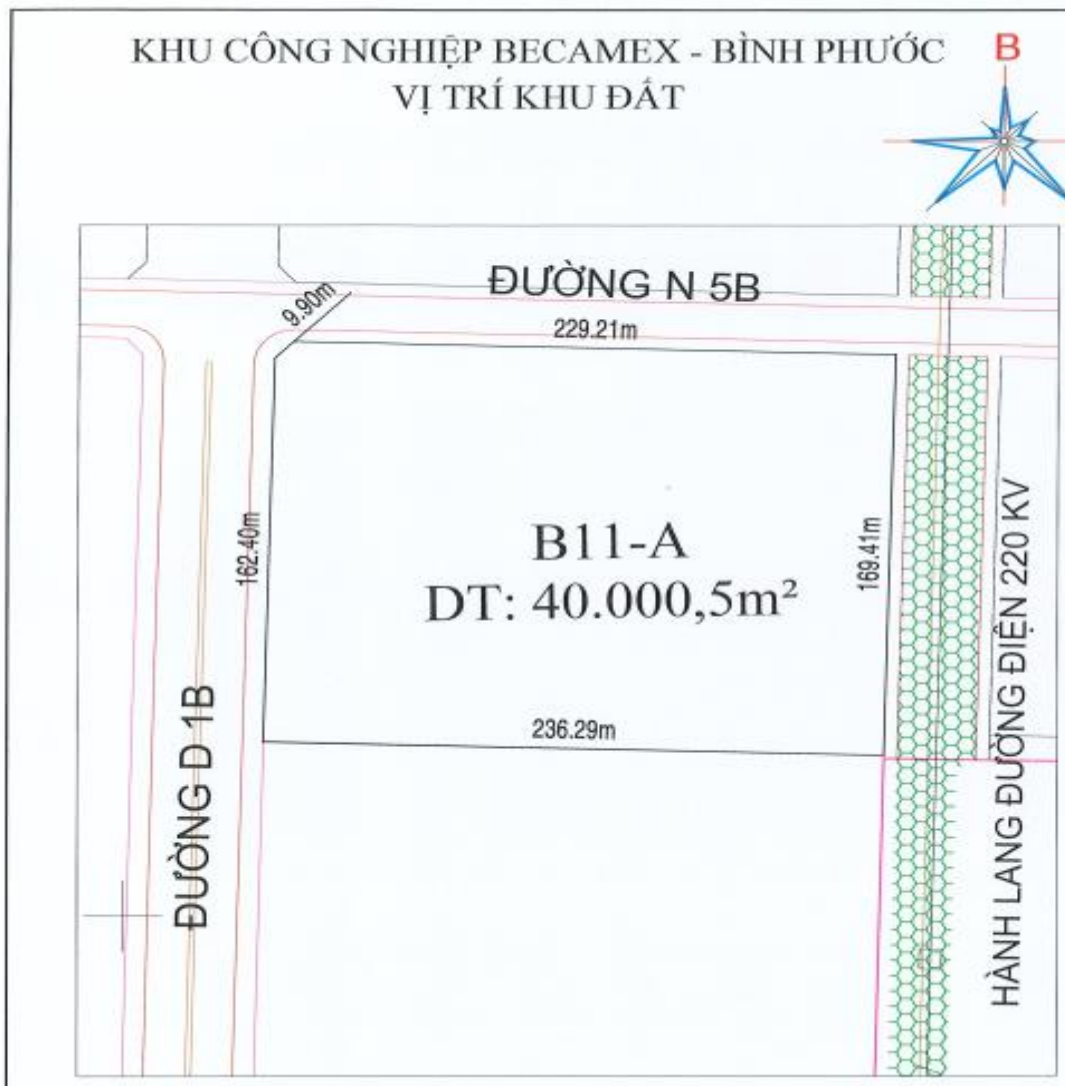 KHU CÔNG NGHIỆP BECAMEX - BÌNH PHƯỚC
VỊ TRÍ KHU ĐẤT
B
ĐƯỜNG N 5B
9.90m
229.21m
162.40m
B11-A
DT: 40.000,5m²
169.41m
236.29m
ĐƯỜNG D 1B
HÀNH LANG ĐƯỜNG ĐIỆN 220 KV